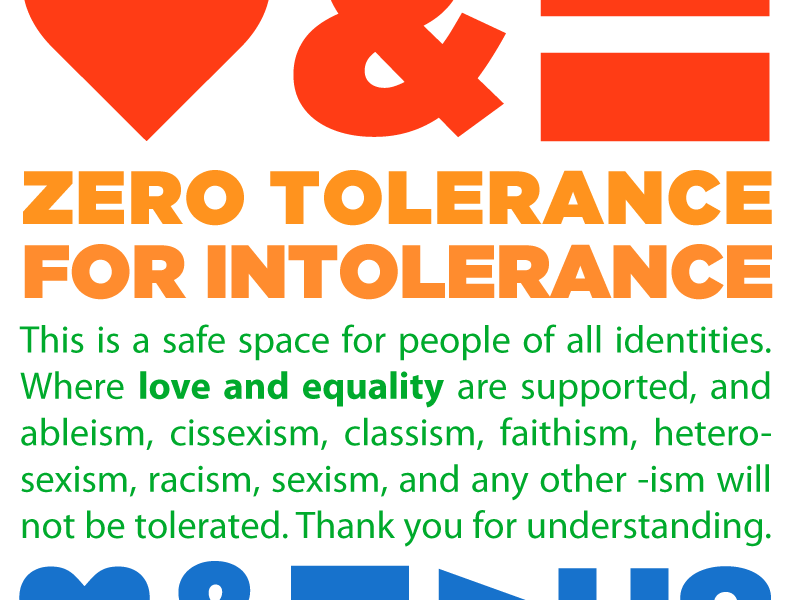 &
ZERO TOLERANCE
FOR INTOLERANCE
This is a safe space for people of all identities.
Where love and equality are supported, and
ableism, cissexism, classism, faithism, hetero-
sexism, racism, sexism, and any other -ism will
not be tolerated. Thank you for understanding.